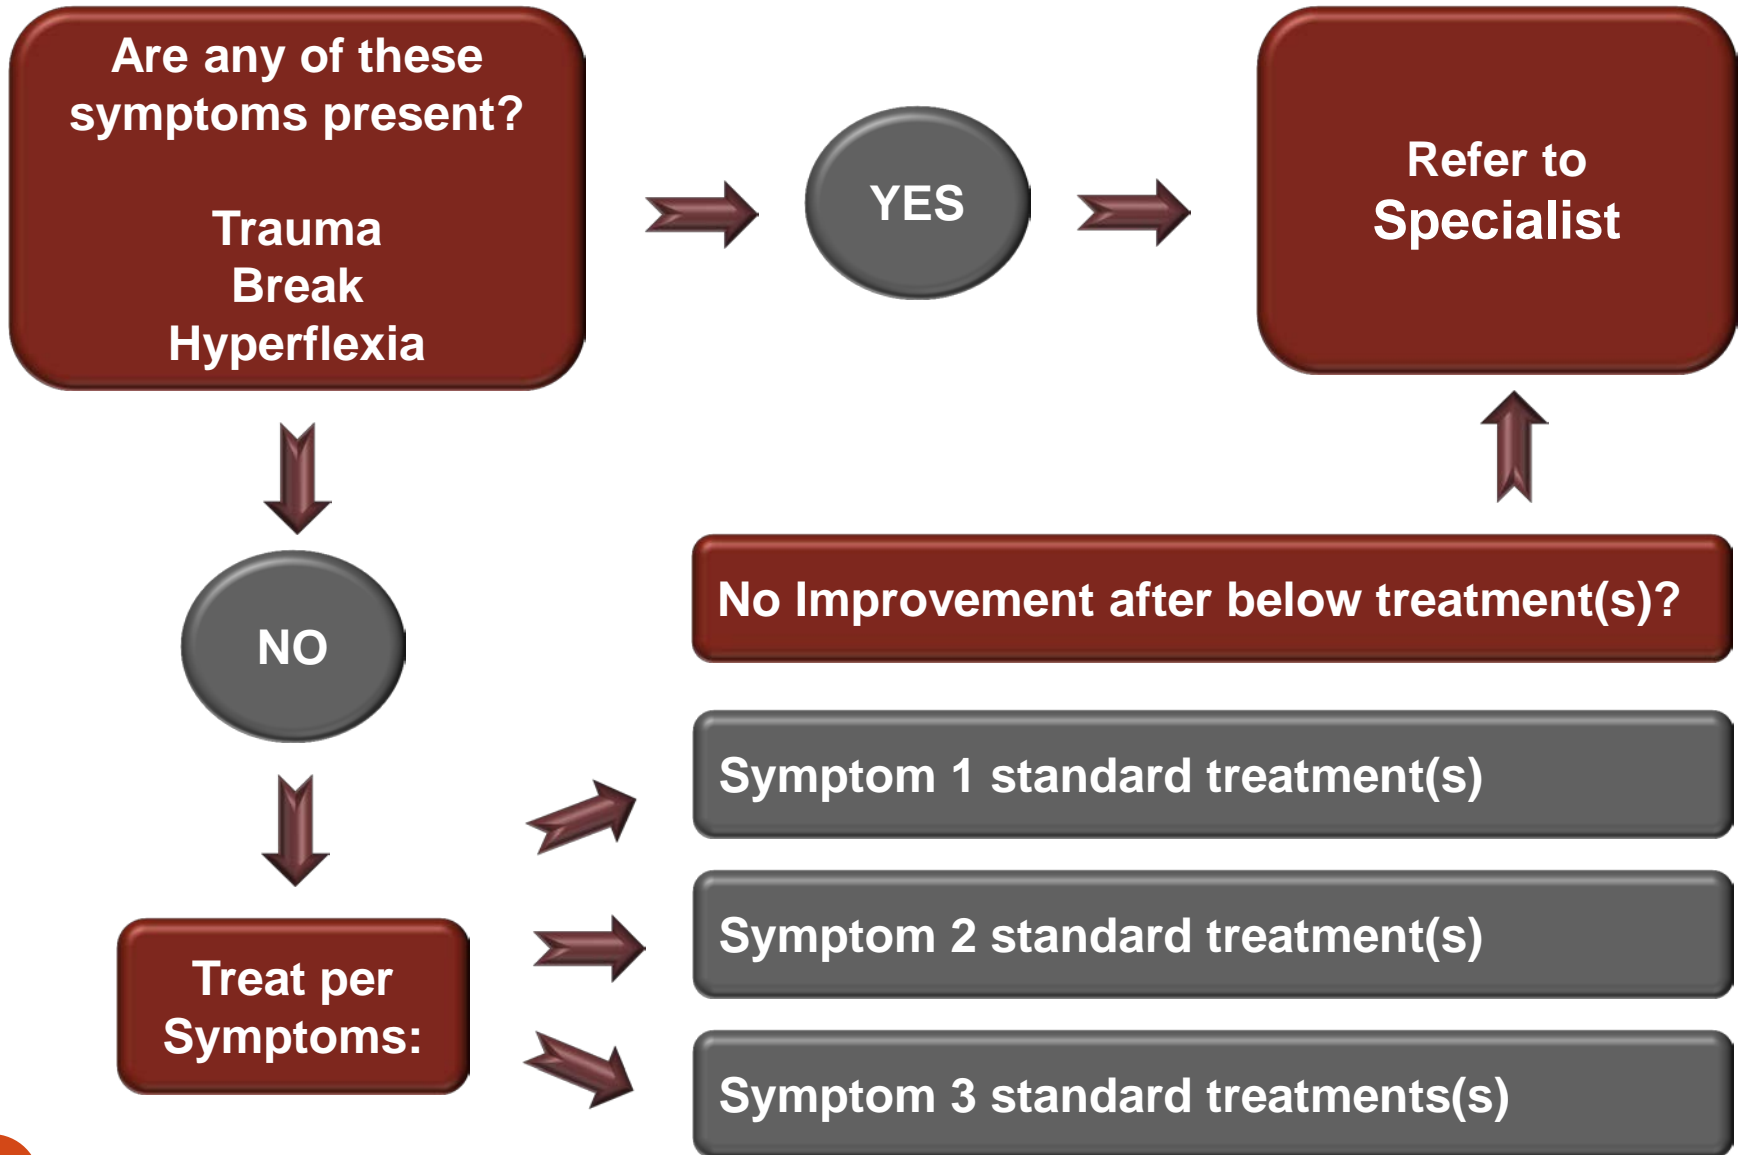 Are any of these
symptoms present?
Trauma
Break
Hyperflexia
YES
Refer to
Specialist
NO
No Improvement after below treatment(s)?
Treat per
Symptoms:
Symptom 1 standard treatment(s)
Symptom 2 standard treatment(s)
Symptom 3 standard treatments(s)